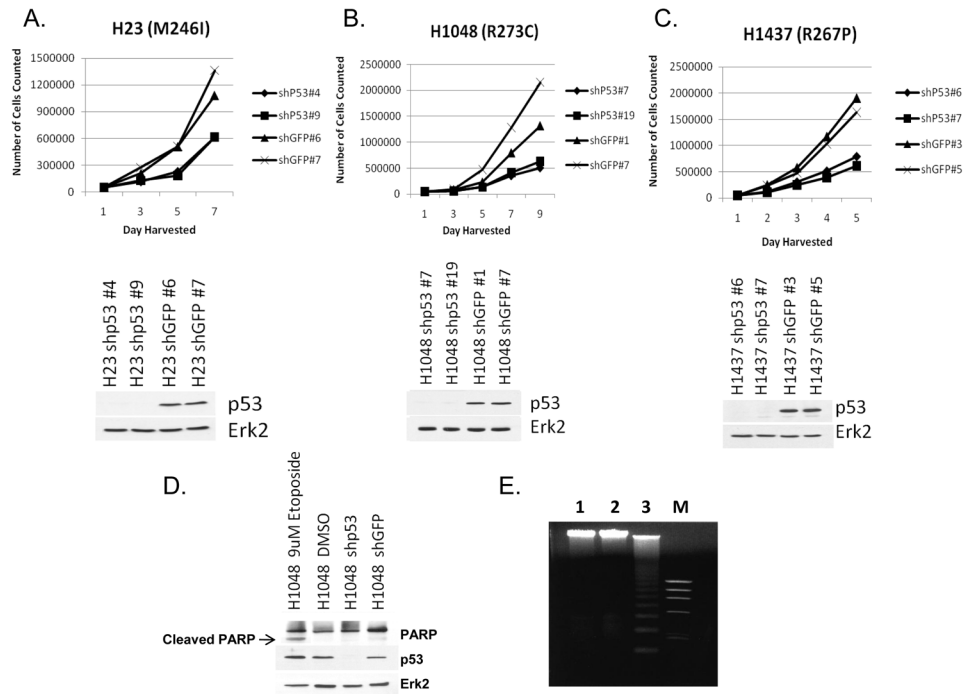 A.
H23 (M246I)
Number of Cells Counted
1500000
1200000
900000
600000
300000
0
1 3 5 7
Day Harvested
shP53#4
shP53#9
shGFP#6
shGFP#7
H23 shp53 #4
H23 shp53 #9
H23 shGFP #6
H23 shGFP #7
p53
Erk2
B.
H1048 (R273C)
Number of Cells Counted
2500000
2000000
1500000
1000000
500000
0
1 3 5 7 9
Day Harvested
shP53#7
shP53#19
shGFP#1
shGFP#7
H1048 shp53 #7
H1048 shp53 #19
H1048 shGFP #1
H1048 shGFP #7
p53
Erk2
C.
H1437 (R267P)
Number of Cells Counted
2500000
2000000
1500000
1000000
500000
0
1 2 3 4 5
Day Harvested
shP53#6
shP53#7
shGFP#3
shGFP#5
H1437 shp53 #6
H1437 shp53 #7
H1437 shGFP #3
H1437 shGFP #5
p53
Erk2
D.
H1048 9uM Etoposide
H1048 DMSO
H1048 shp53
H1048 shGFP
Cleaved PARP
PARP
p53
Erk2
E.
1 2 3 M